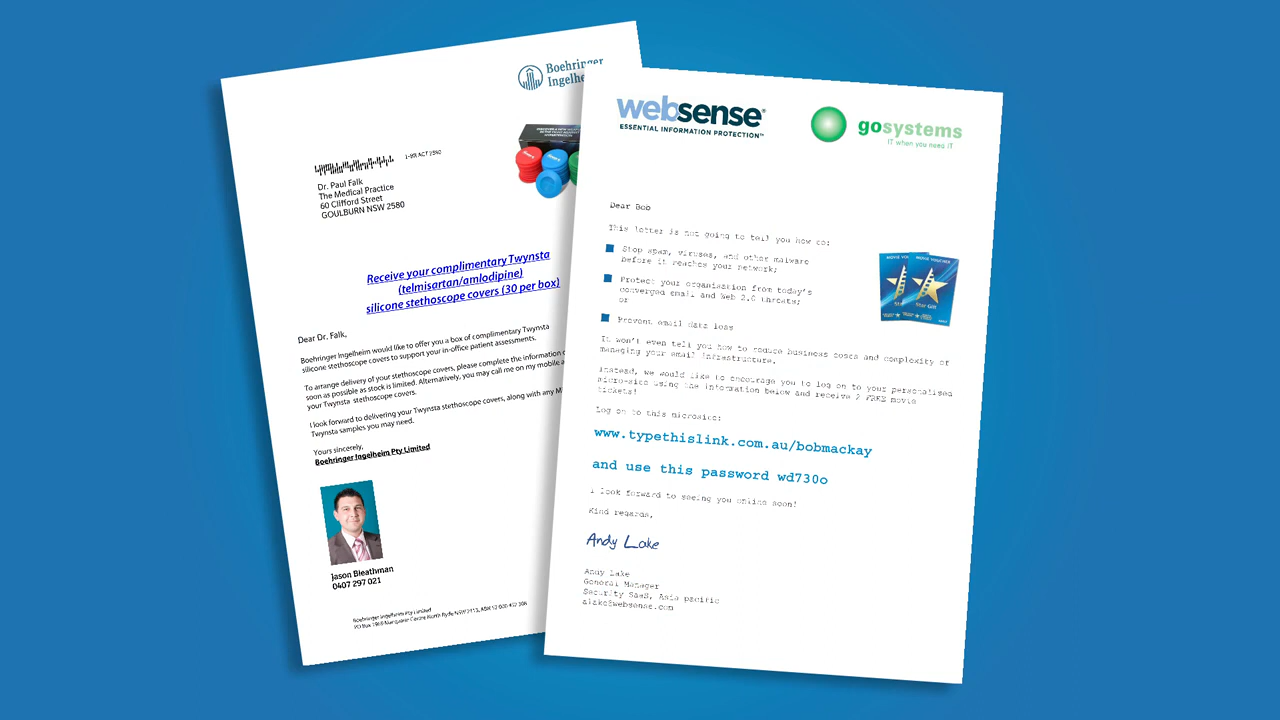 Boehringer
Ingelhe
Dr. Paul Falk
The Medical Practice
60 Clifford Street
GOULBURN NSW 2580
Receive your complimentary Twynsta
(telmisartan/amlodipine)
silicone stethoscope covers (30 per box)
Dear Dr. Falk,
Boehringer Ingelheim would like to offer you a box of complimentary Twynsta
silicone stethoscope covers to support your in-office patient assessments.
To arrange delivery of your stethoscope covers, please complete the information
soon as possible as stock is limited. Alternatively, you may call me on my mobile
your Twynsta stethoscope covers.
I look forward to delivering your Twynsta stethoscope covers, along with any
Twynsta samples you may need.
Yours sincerely,
Boehringer Ingelheim Pty Limited
Jason Bleathman
0407 297 021
Boehringer Ingelheim Pty Limited
websense
ESSENTIAL INFORMATION PROTECTION™
gosystems
IT when you need IT
Dear Bob
This letter is not going to tell you how to:
Stop spam, viruses, and other malware
before it reaches your network;
Protect your organisation from today's
converged email and Web 2.0 threats;
or
Prevent email data loss
It won't even tell you how to reduce business costs and complexity of
managing your email infrastructure.
Instead, we would like to encourage you to log on to your personalised
micro-site using the information below and receive 2 FREE movie
tickets!
Log on to this microsite:
www.typethislink.com.au/bobmackay
and use this password wd730o
I look forward to seeing you online soon!
Kind regards,
Andy Lake
Andy Lake
General Manager
Security SaaS, Asia pacific
alake@websense.com
MOVIE VOUCHER
Star Gift